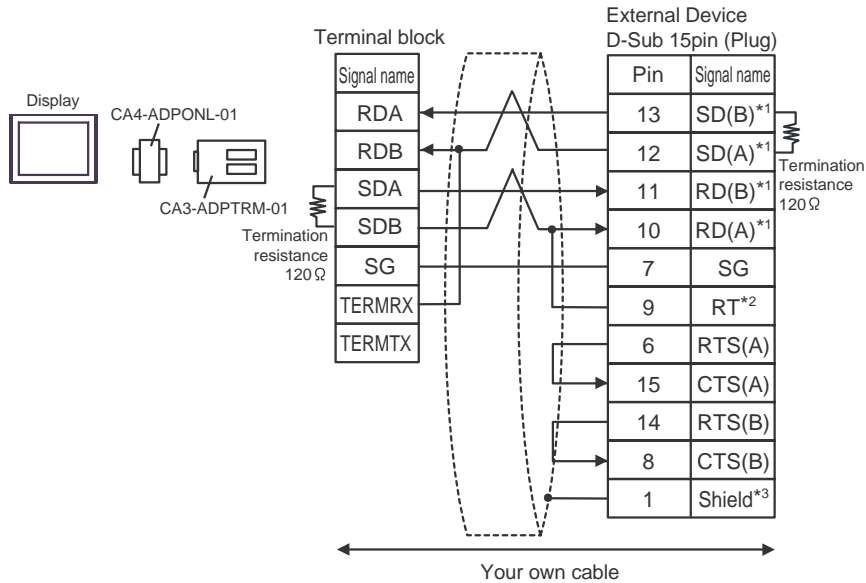 External Device
D-Sub 15pin (Plug)
Terminal block
Display
CA4-ADPONL-01
CA3-ADPTRM-01
Signal name
RDA
RDB
SDA
SDB
SG
TERMRX
TERMTX
Termination
resistance
120Ω
Pin Signal name
13 SD(B)*1
12 SD(A)*1
11 RD(B)*1
10 RD(A)*1
7 SG
9 RT*2
6 RTS(A)
15 CTS(A)
14 RTS(B)
8 CTS(B)
1 Shield*3
Termination
resistance
120Ω
Your own cable